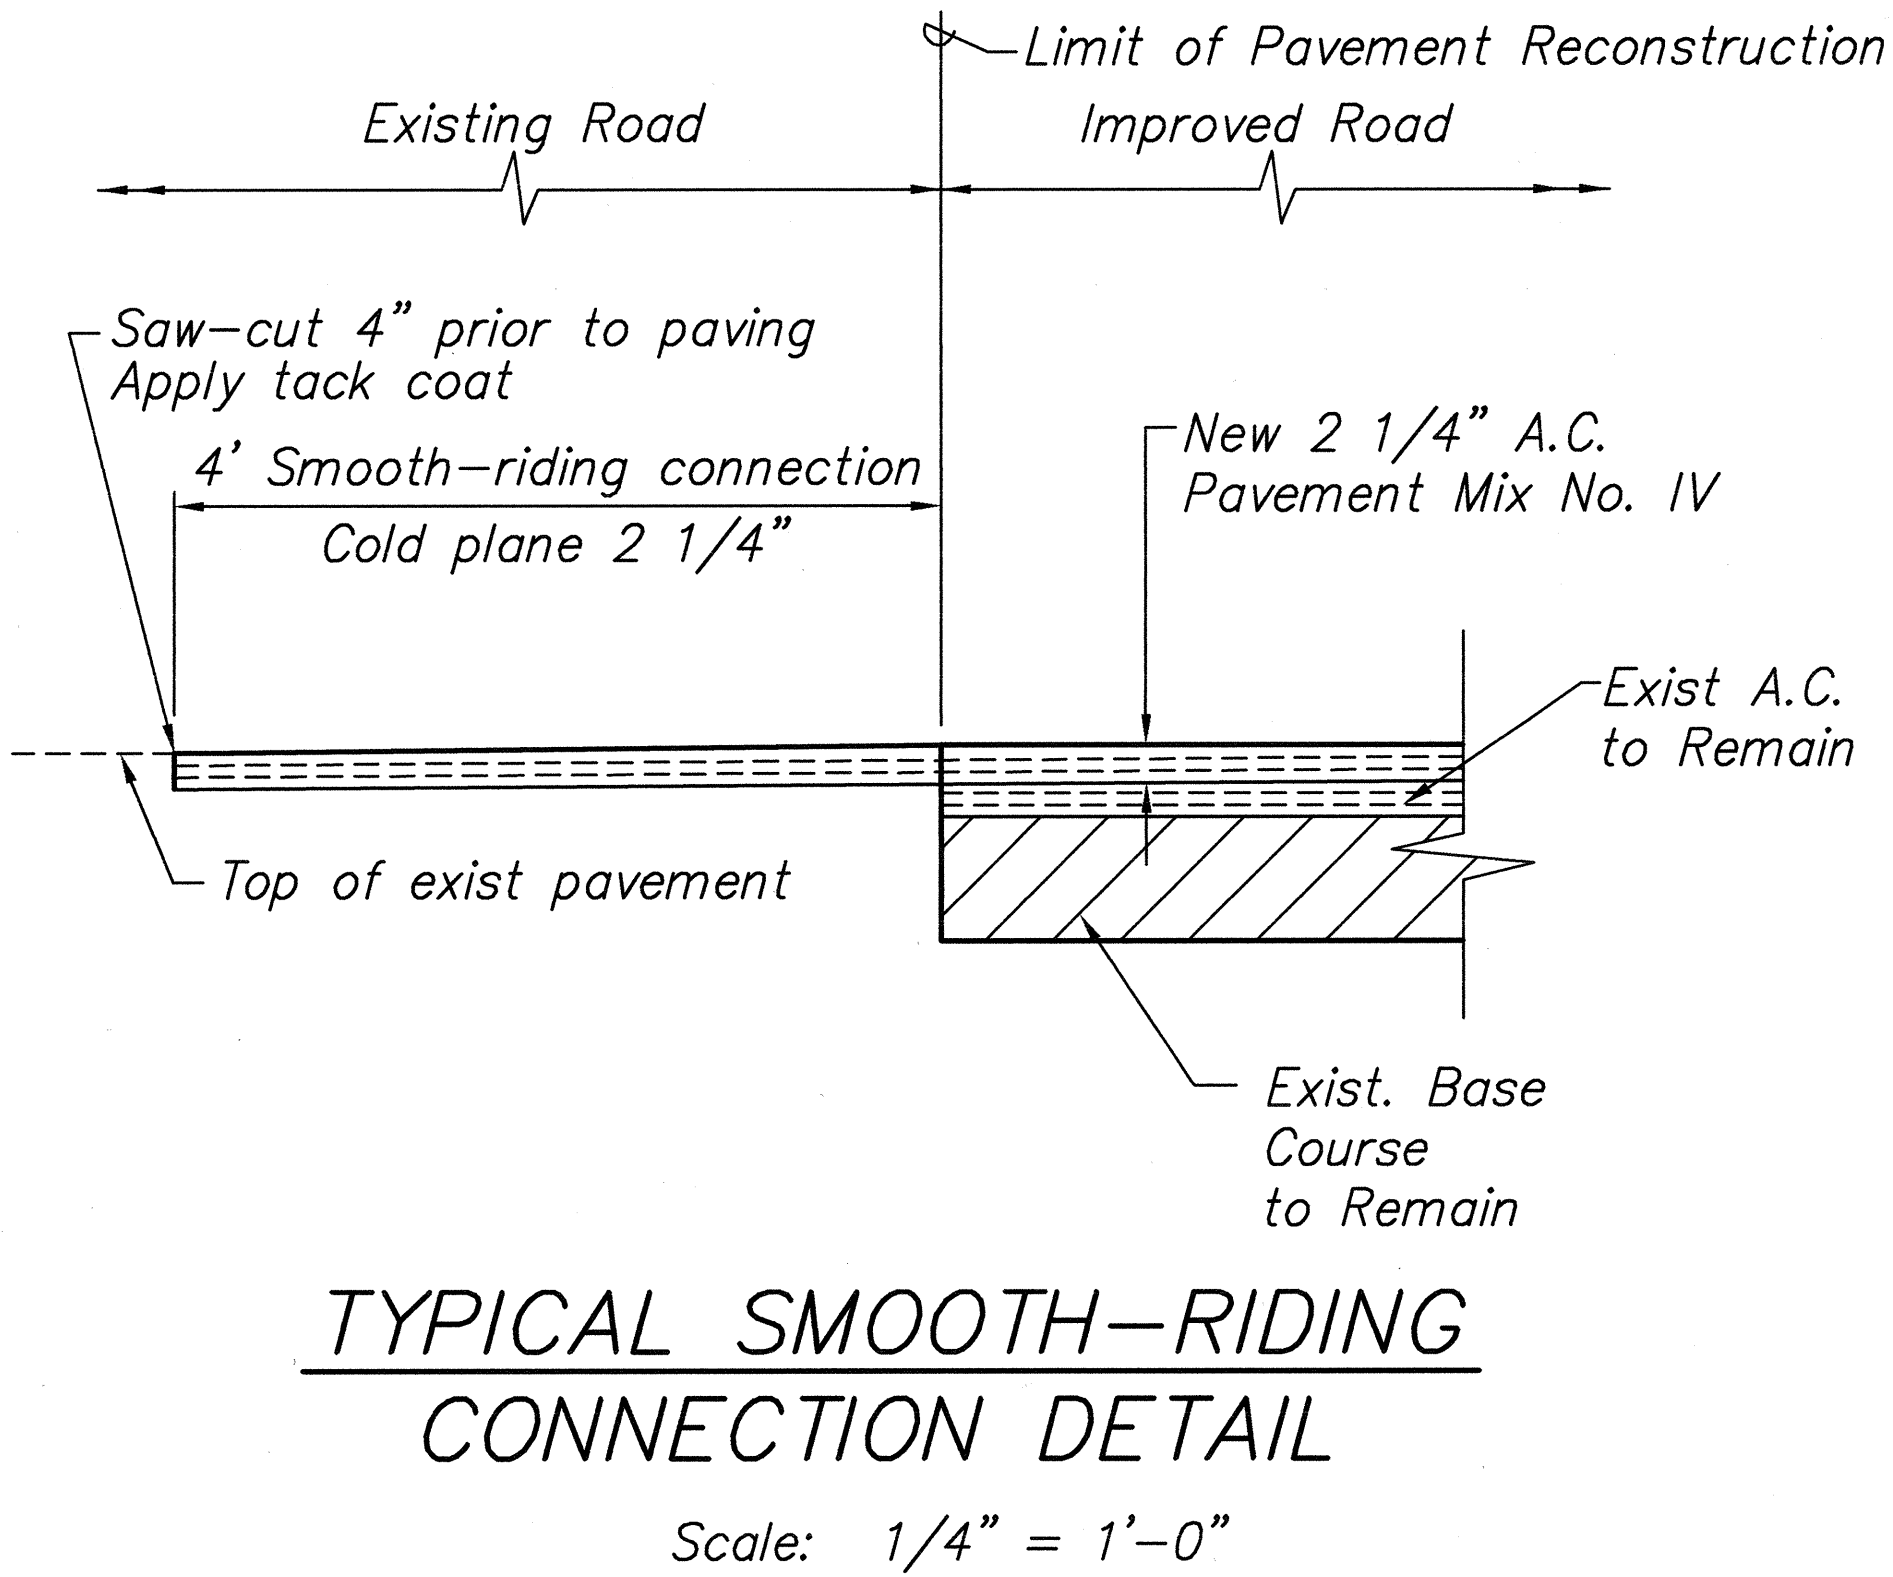 Limit of Pavement Reconstruction
Existing Road
Improved Road
Saw-cut 4" prior to paving
Apply tack coat
4' Smooth-riding connection
Cold plane 2 1/4"
New 2 1/4" A.C.
Pavement Mix No. IV
Exist A.C.
to Remain
Top of exist pavement
Exist. Base
Course
to Remain
TYPICAL SMOOTH-RIDING
CONNECTION DETAIL
Scale: 1/4" = 1'-0"